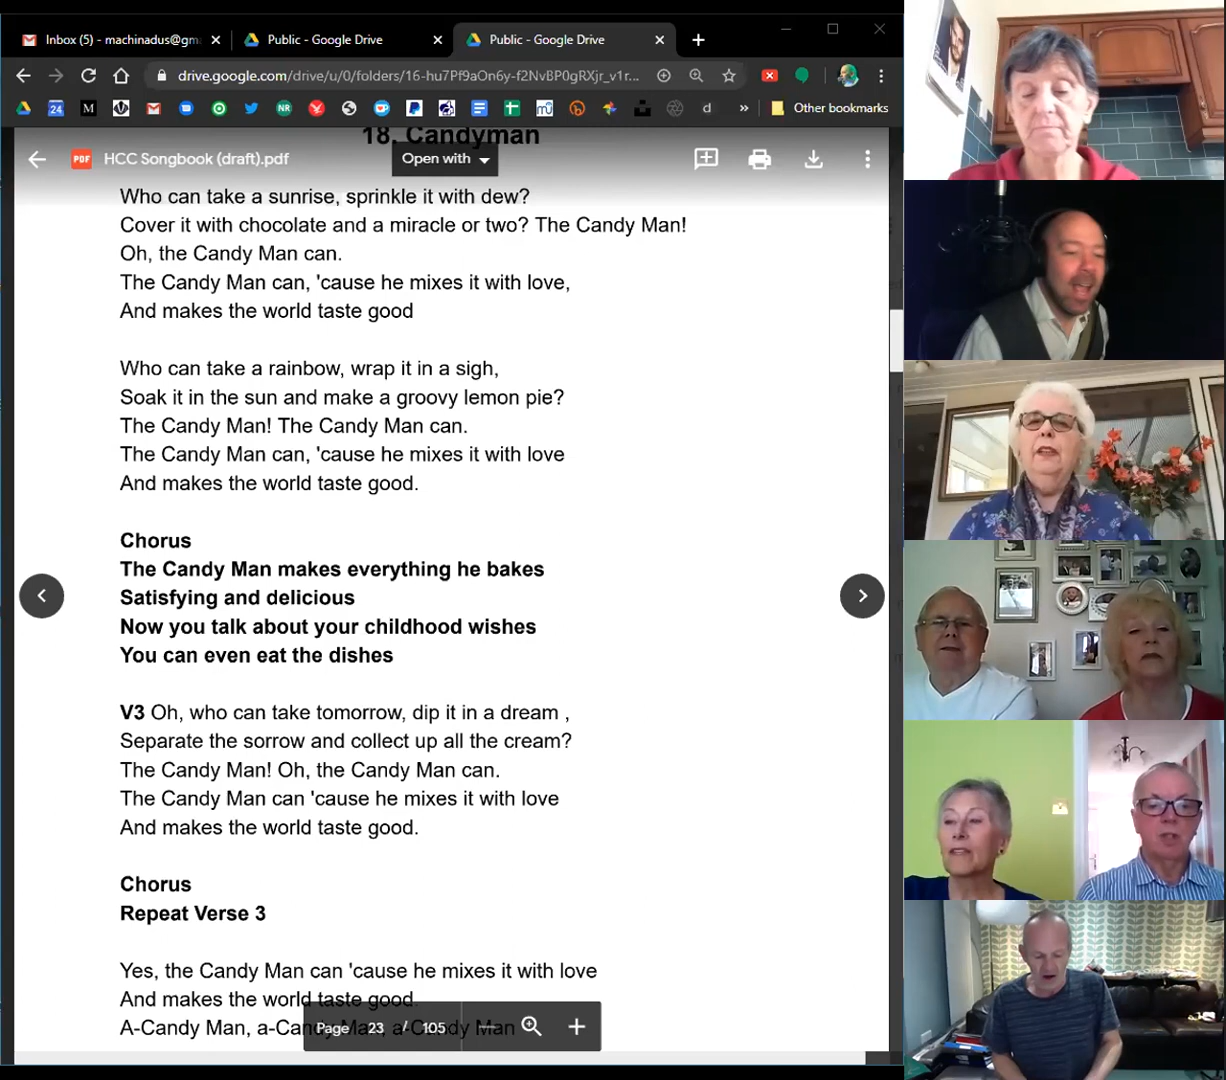 Inbox (5) - machinadus@gm
Public - Google Drive
Public - Google Drive
drive.google.com/drive/u/0/folders/16-hu7Pf9aOn6y-f2NvBP0gRXjr_v1r...
24
M
NR
d
»
Other bookmarks
18. Candyman
PDF
HCC Songbook (draft).pdf
Open with
Who can take a sunrise, sprinkle it with dew?
Cover it with chocolate and a miracle or two? The Candy Man!
Oh, the Candy Man can.
The Candy Man can, 'cause he mixes it with love,
And makes the world taste good
Who can take a rainbow, wrap it in a sigh,
Soak it in the sun and make a groovy lemon pie?
The Candy Man! The Candy Man can.
The Candy Man can, 'cause he mixes it with love
And makes the world taste good.
Chorus
The Candy Man makes everything he bakes
Satisfying and delicious
Now you talk about your childhood wishes
You can even eat the dishes
V3 Oh, who can take tomorrow, dip it in a dream ,
Separate the sorrow and collect up all the cream?
The Candy Man! Oh, the Candy Man can.
The Candy Man can 'cause he mixes it with love
And makes the world taste good.
Chorus
Repeat Verse 3
Yes, the Candy Man can 'cause he mixes it with love
And makes the world taste good.
A-Candy Man, a-Candy Man, a-Candy Man
Page 23 / 105